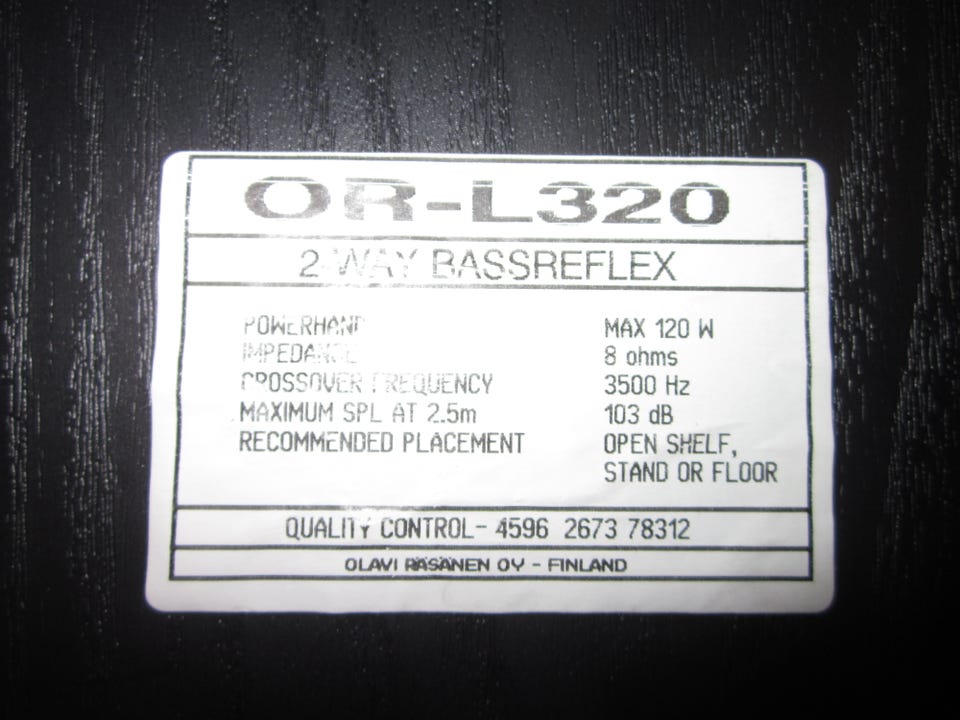 OR-L320
2-WAY BASSREFLEX
POWERHAND MAX 120 W
IMPEDANCE 8 ohms
CROSSOVER FREQUENCY 3500 Hz
MAXIMUM SPL AT 2.5m 103 dB
RECOMMENDED PLACEMENT OPEN SHELF,
STAND OR FLOOR
QUALITY CONTROL- 4596 2673 78312
OLAVI RÄSÄNEN OY - FINLAND